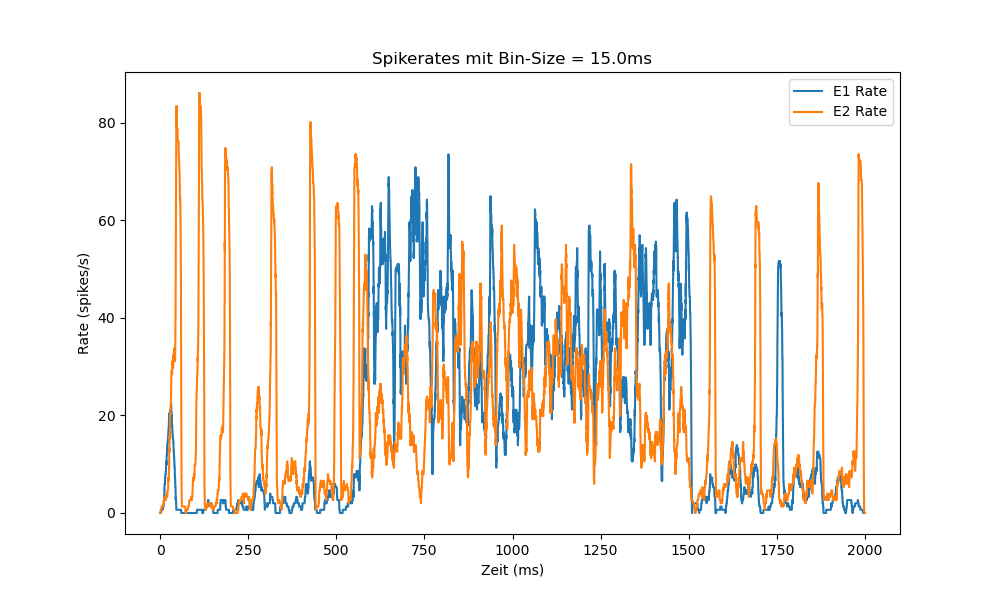 Spikerates mit Bin-Size = 15.0ms
E1 Rate
E2 Rate
80
60
40
20
0
Rate (spikes/s)
0 250 500 750 1000 1250 1500 1750 2000
Zeit (ms)